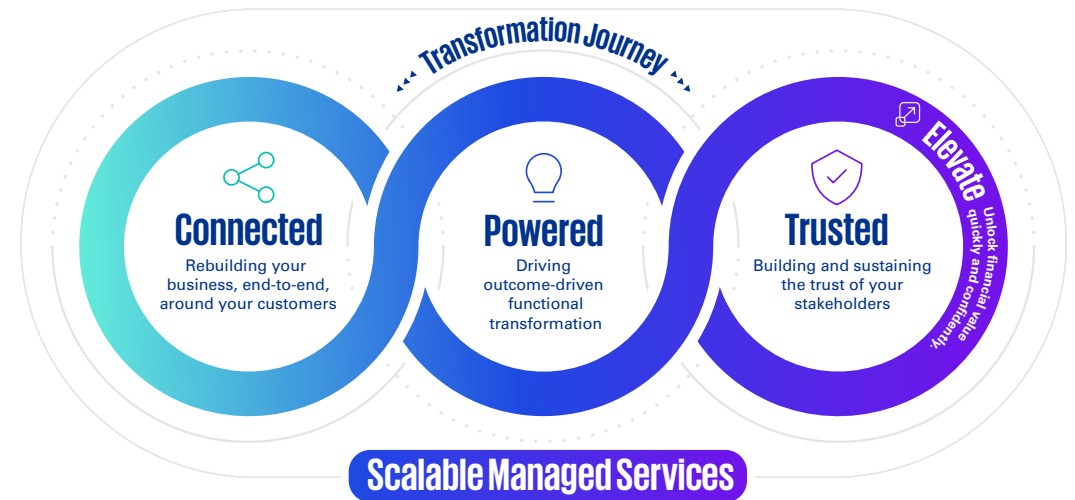 Transformation Journey
Connected
Rebuilding your
business, end-to-end,
around your customers
Powered
Driving
outcome-driven
functional
transformation
Trusted
Building and sustaining
the trust of your
stakeholders
Elevate
Unlock financial value
quickly and confidently.
Scalable Managed Services